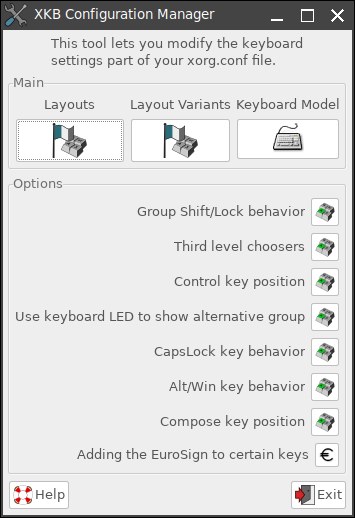 XKB Configuration Manager
This tool lets you modify the keyboard
settings part of your xorg.conf file.
Main
Layouts Layout Variants Keyboard Model
Options
Group Shift/Lock behavior
Third level choosers
Control key position
Use keyboard LED to show alternative group
CapsLock key behavior
Alt/Win key behavior
Compose key position
Adding the EuroSign to certain keys €
Help Exit